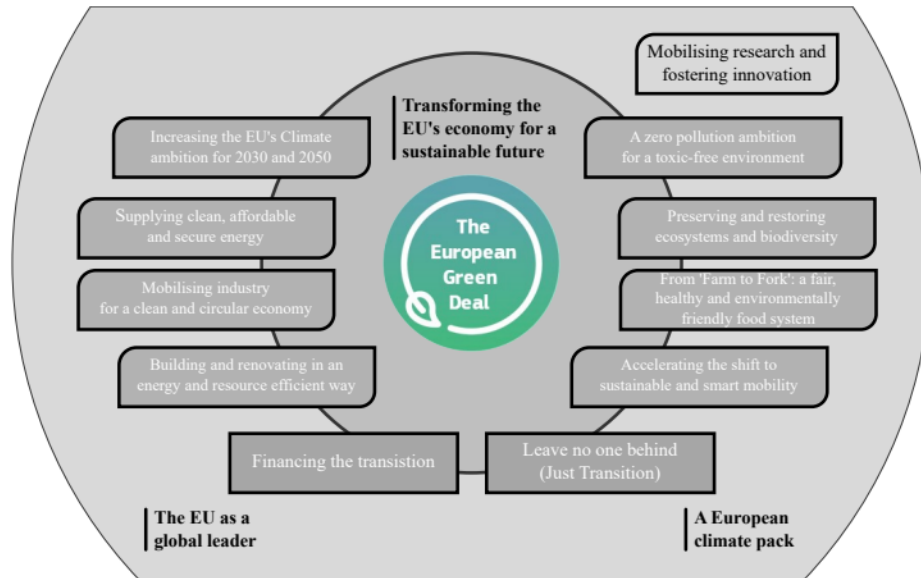 Mobilising research and
fostering innovation
Transforming the
EU's economy for a
sustainable future
Increasing the EU's Climate
ambition for 2030 and 2050
A zero pollution ambition
for a toxic-free environment
Supplying clean, affordable
and secure energy
Preserving and restoring
ecosystems and biodiversity
The
European
Green
Deal
Mobilising industry
for a clean and circular economy
From 'Farm to Fork': a fair,
healthy and environmentally
friendly food system
Building and renovating in an
energy and resource efficient way
Accelerating the shift to
sustainable and smart mobility
Financing the transistion
Leave no one behind
(Just Transition)
The EU as a
global leader
A European
climate pack